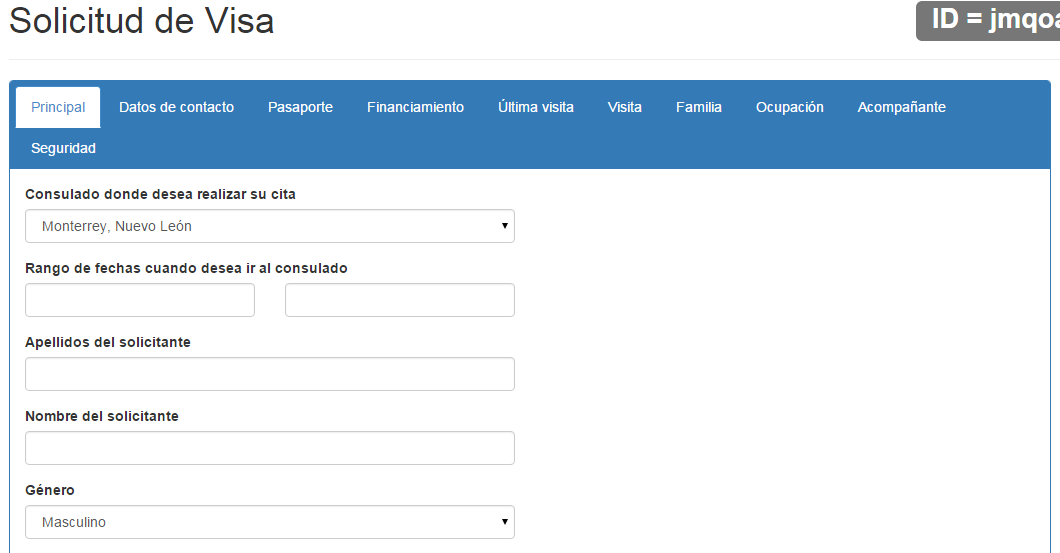 Solicitud de Visa
ID = jmqoa
Principal Datos de contacto Pasaporte Financiamiento Última visita Visita Familia Ocupación Acompañante
Seguridad
Consulado donde desea realizar su cita
Monterrey, Nuevo León
Rango de fechas cuando desea ir al consulado
Apellidos del solicitante
Nombre del solicitante
Género
Masculino